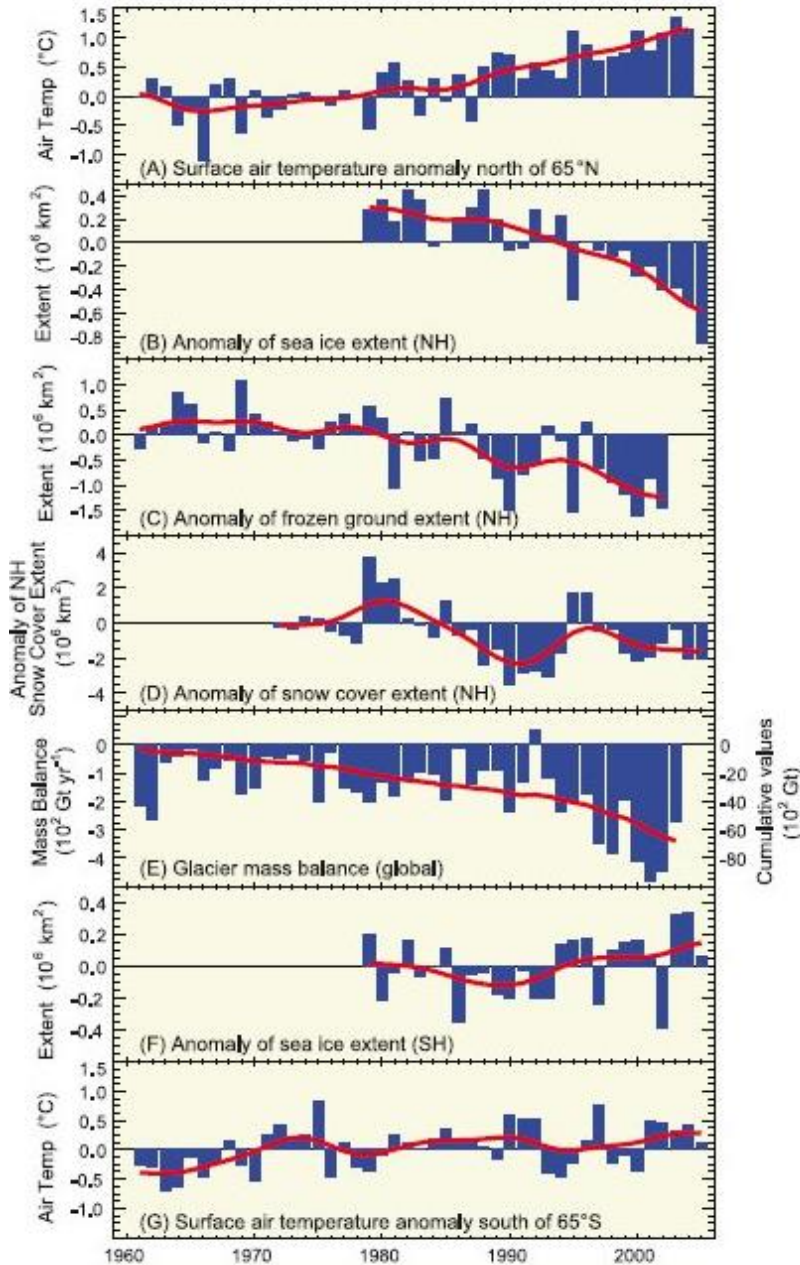 1.5
1.0
0.5
0.0
-0.5
-1.0
Air Temp (°C)
(A) Surface air temperature anomaly north of 65°N
0.4
0.2
0.0
-0.2
-0.4
-0.6
-0.8
Extent (10⁶ km²)
(B) Anomaly of sea ice extent (NH)
1.0
0.5
0.0
-0.5
-1.0
-1.5
Extent (10⁶ km²)
(C) Anomaly of frozen ground extent (NH)
4
2
0
-2
-4
Anomaly of NH
Snow Cover Extent
(10⁶ km²)
(D) Anomaly of snow cover extent (NH)
0
-1
-2
-3
-4
Mass Balance
(10² Gt yr⁻¹)
0
-20
-40
-60
-80
Cumulative values
(10² Gt)
(E) Glacier mass balance (global)
0.4
0.2
0.0
-0.2
-0.4
Extent (10⁶ km²)
(F) Anomaly of sea ice extent (SH)
1.5
1.0
0.5
0.0
-0.5
-1.0
Air Temp (°C)
(G) Surface air temperature anomaly south of 65°S
1960 1970 1980 1990 2000